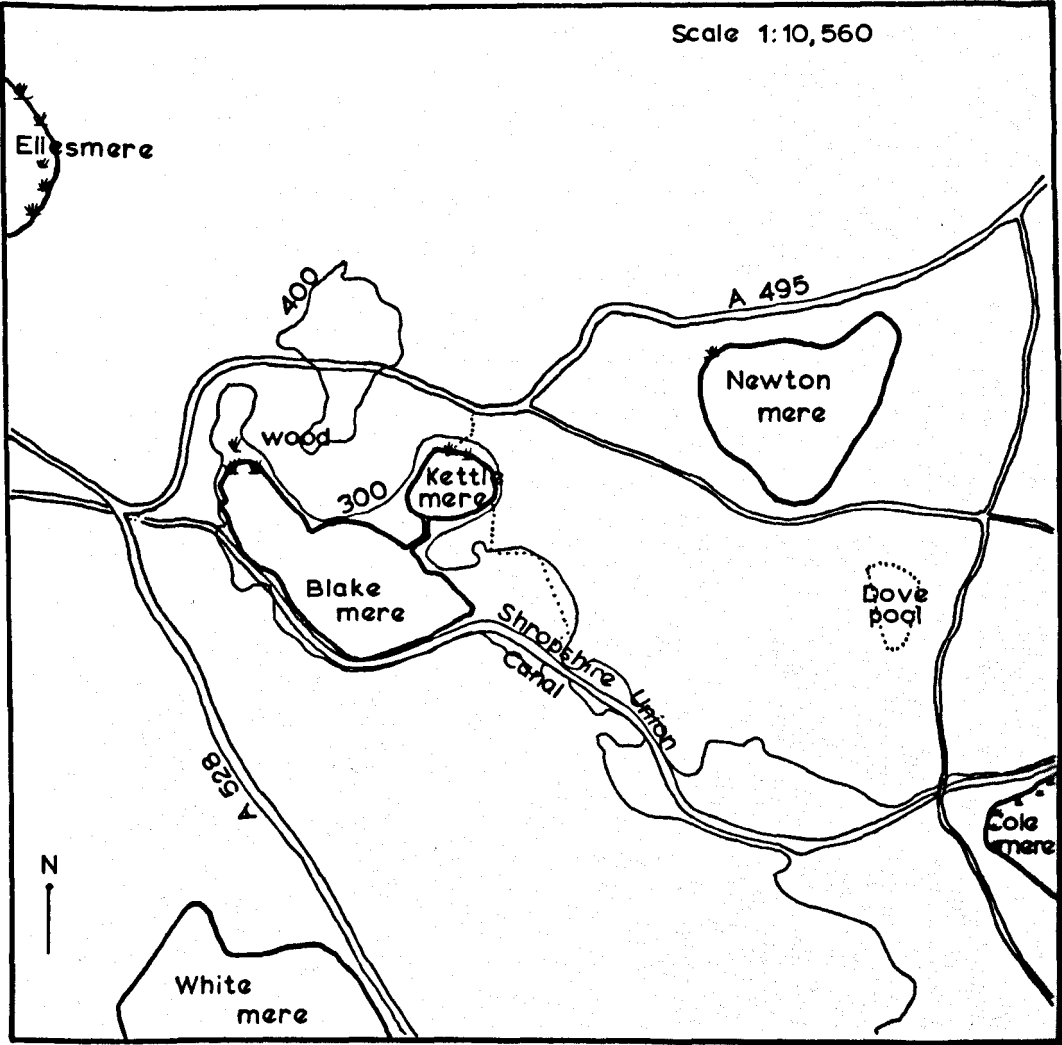 Scale 1:10,560
Ellesmere
400
A 495
Newton
mere
wood
Kettle
mere
300
Blake
mere
Dove
pool
Shropshire Union
Canal
A 528
Cole
mere
N
White
mere